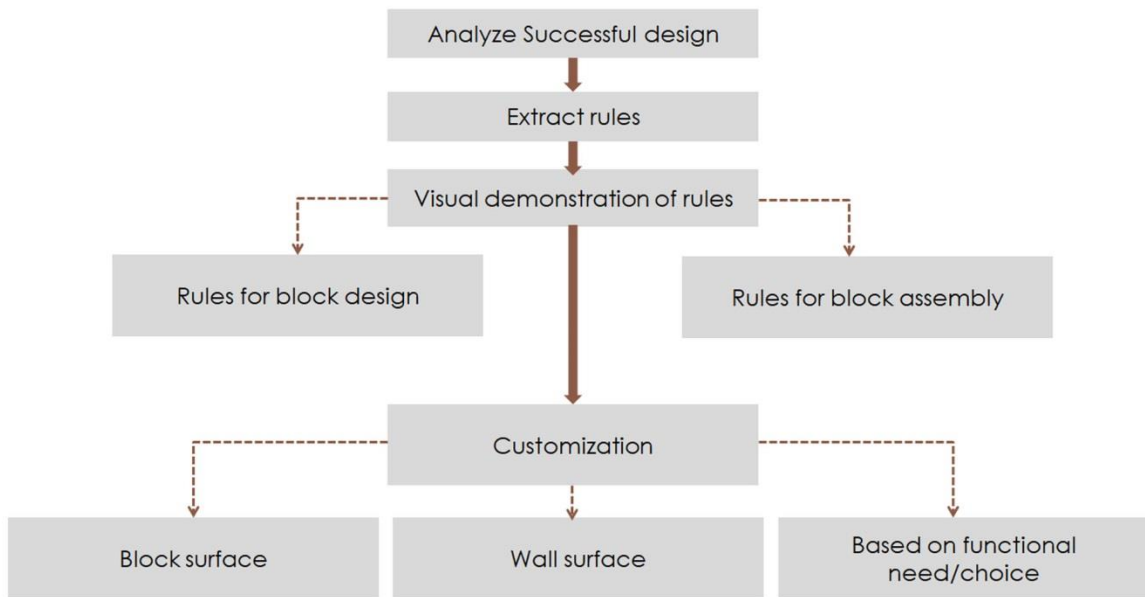 Analyze Successful design
Extract rules
Visual demonstration of rules
Rules for block design
Rules for block assembly
Customization
Block surface
Wall surface
Based on functional
need/choice